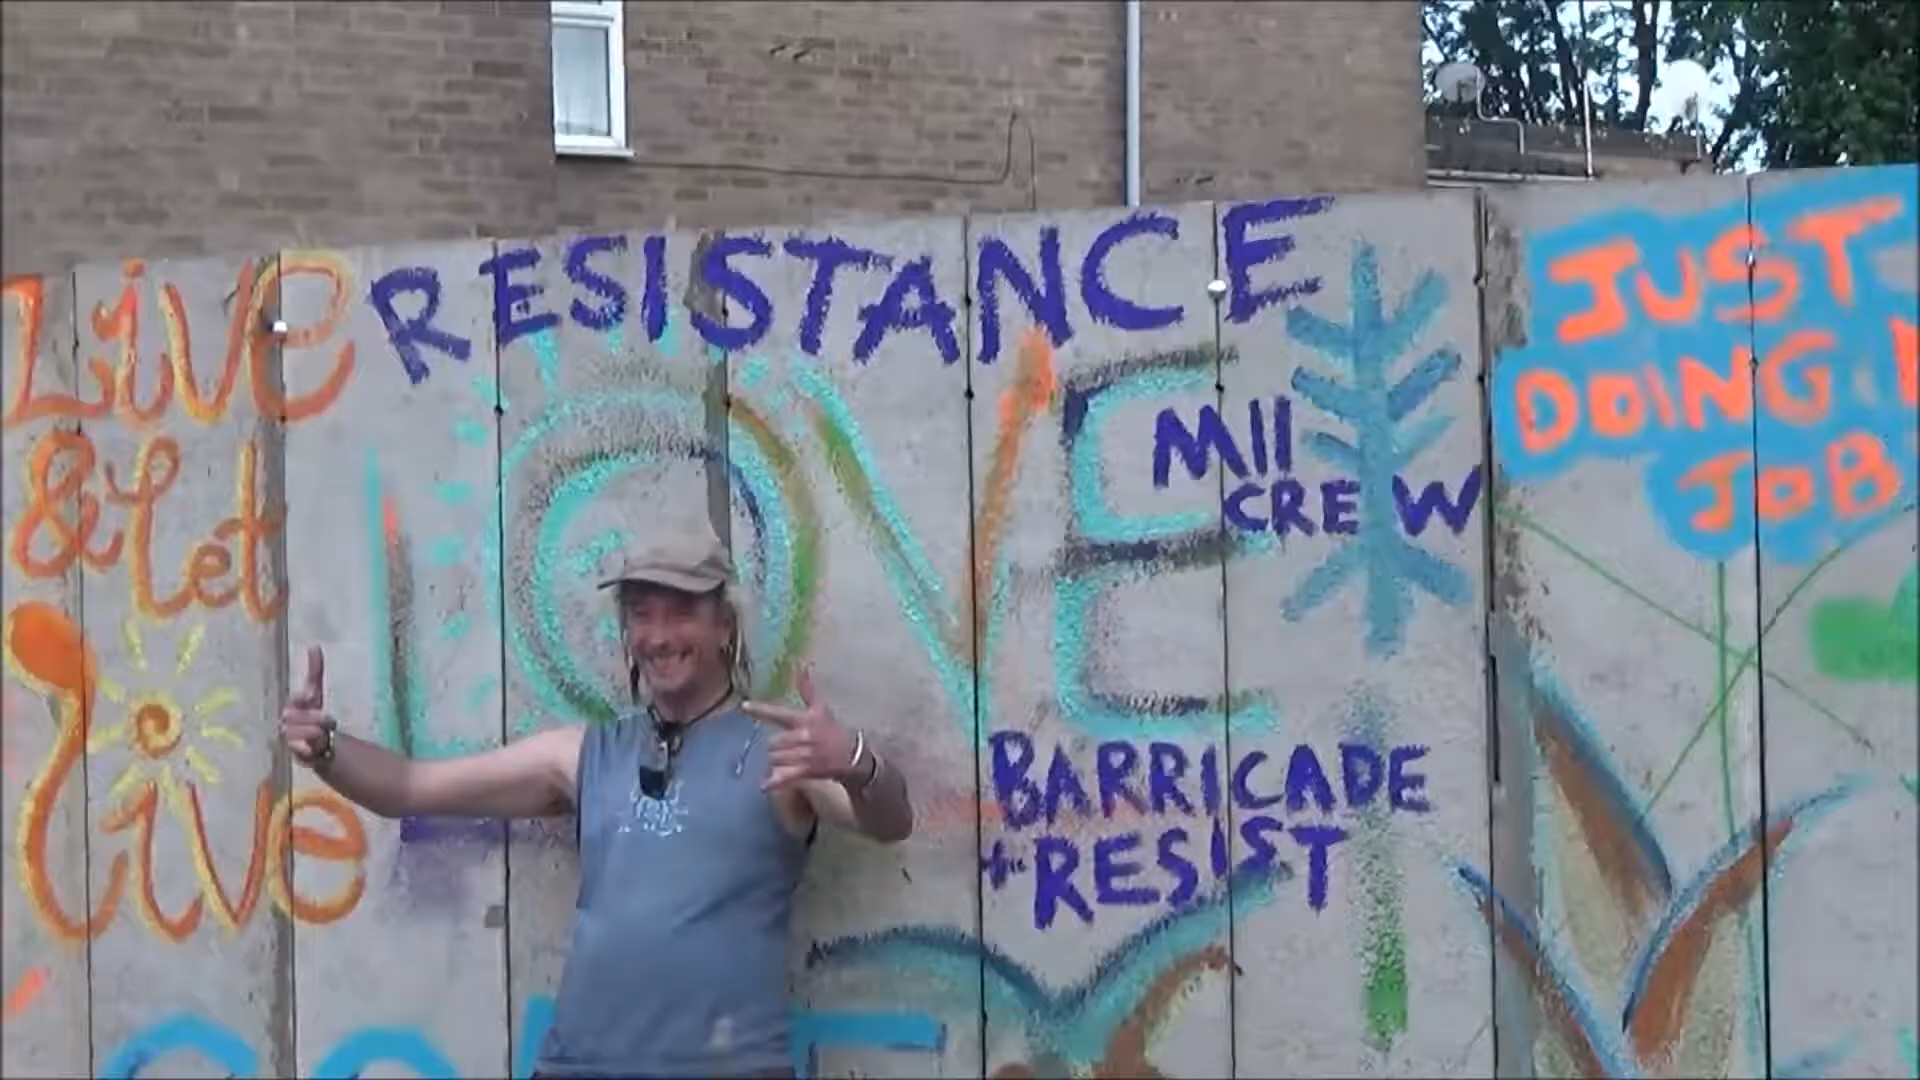 Live
& Let
Live
RESISTANCE
LOVE
M11
CREW
BARRICADE
+ RESIST
JUST
DOING
JOB